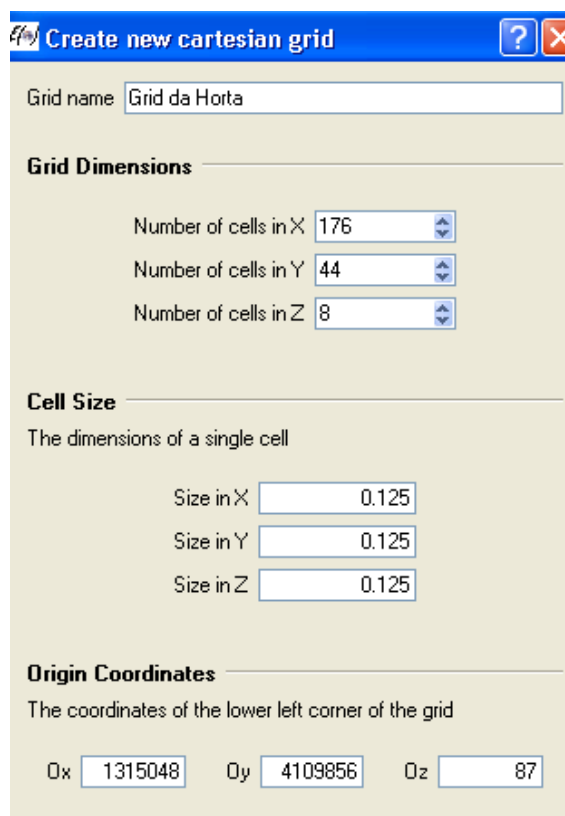 Create new cartesian grid
Grid name Grid da Horta
Grid Dimensions
Number of cells in X 176
Number of cells in Y 44
Number of cells in Z 8
Cell Size
The dimensions of a single cell
Size in X 0.125
Size in Y 0.125
Size in Z 0.125
Origin Coordinates
The coordinates of the lower left corner of the grid
Ox 1315048 Oy 4109856 Oz 87